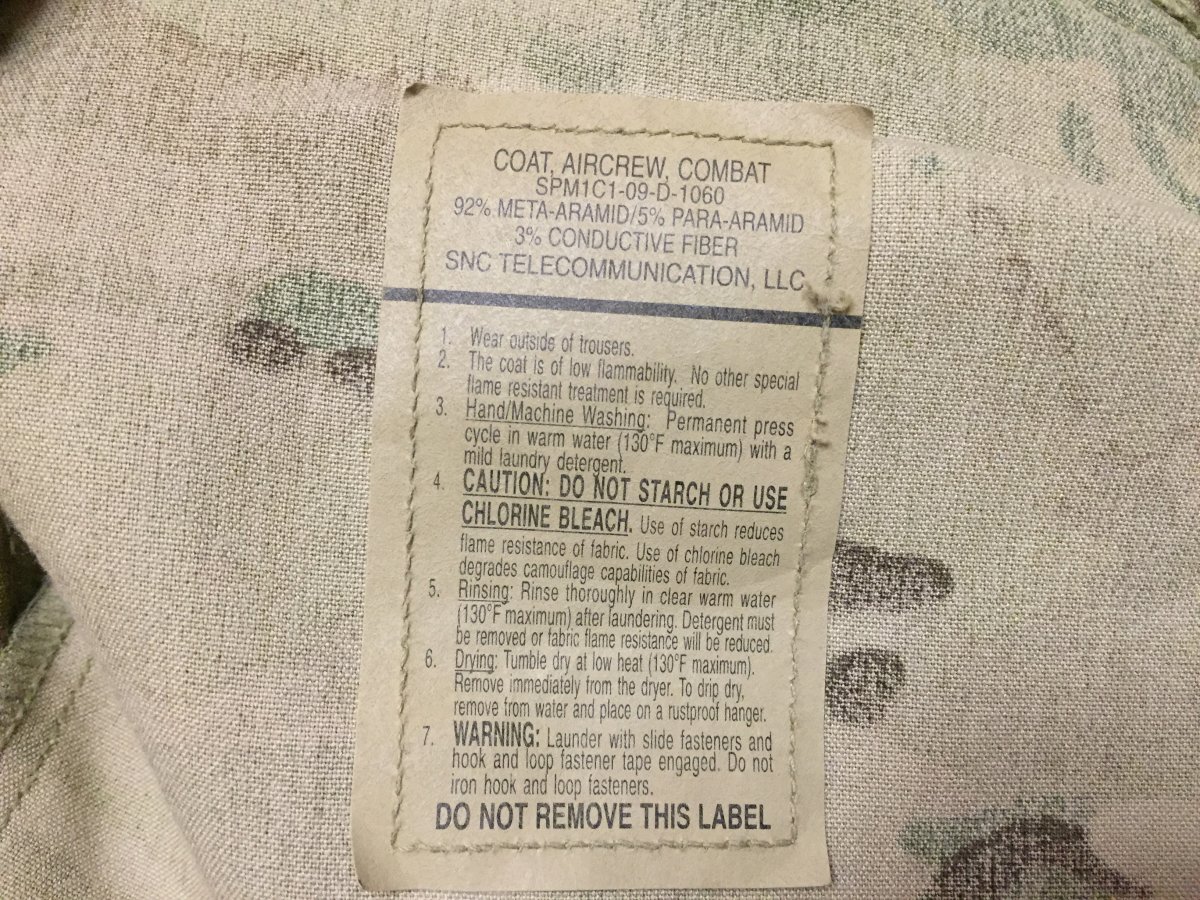 COAT, AIRCREW, COMBAT
SPM1C1-09-D-1060
92% META-ARAMID/5% PARA-ARAMID
3% CONDUCTIVE FIBER
SNC TELECOMMUNICATION, LLC
1. Wear outside of trousers.
2. The coat is of low flammability. No other special
flame resistant treatment is required.
3. Hand/Machine Washing: Permanent press
cycle in warm water (130°F maximum) with a
mild laundry detergent.
4. CAUTION: DO NOT STARCH OR USE
CHLORINE BLEACH. Use of starch reduces
flame resistance of fabric. Use of chlorine bleach
degrades camouflage capabilities of fabric.
5. Rinsing: Rinse thoroughly in clear warm water
(130°F maximum) after laundering. Detergent must
be removed or fabric flame resistance will be reduced.
6. Drying: Tumble dry at low heat (130°F maximum).
Remove immediately from the dryer. To drip dry,
remove from water and place on a rustproof hanger.
7. WARNING: Launder with slide fasteners and
hook and loop fastener tape engaged. Do not
iron hook and loop fasteners.
DO NOT REMOVE THIS LABEL